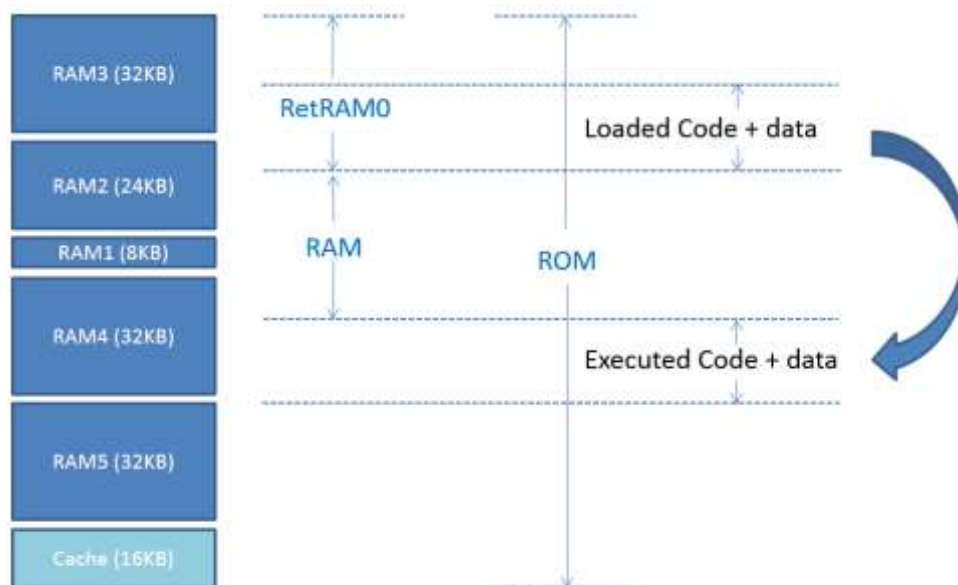 RAM3 (32KB)
RetRAM0
Loaded Code + data
RAM2 (24KB)
RAM1 (8KB)
RAM
ROM
RAM4 (32KB)
Executed Code + data
RAM5 (32KB)
Cache (16KB)